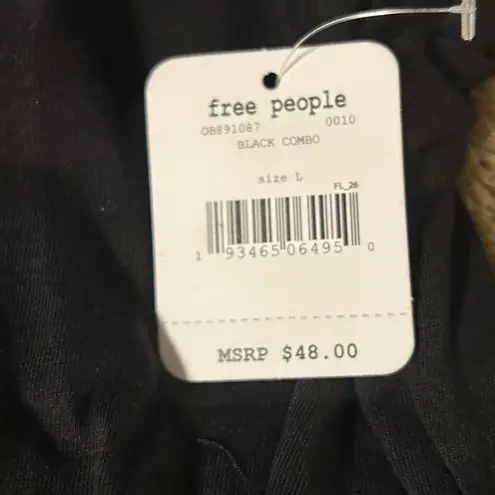 free people
OB891087 0010
BLACK COMBO
size L
FL_26
1 93465 06495 0
MSRP $48.00